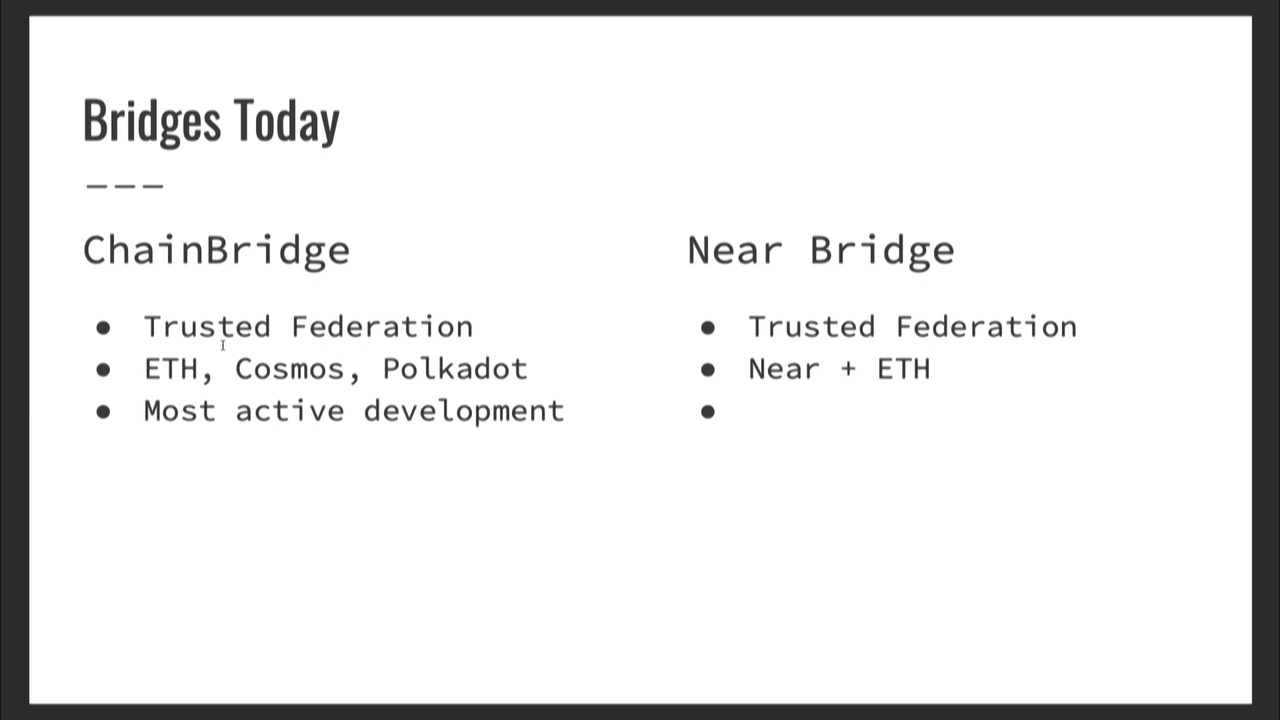 Bridges Today
———
ChainBridge
● Trusted Federation
● ETH, Cosmos, Polkadot
● Most active development
Near Bridge
● Trusted Federation
● Near + ETH
●